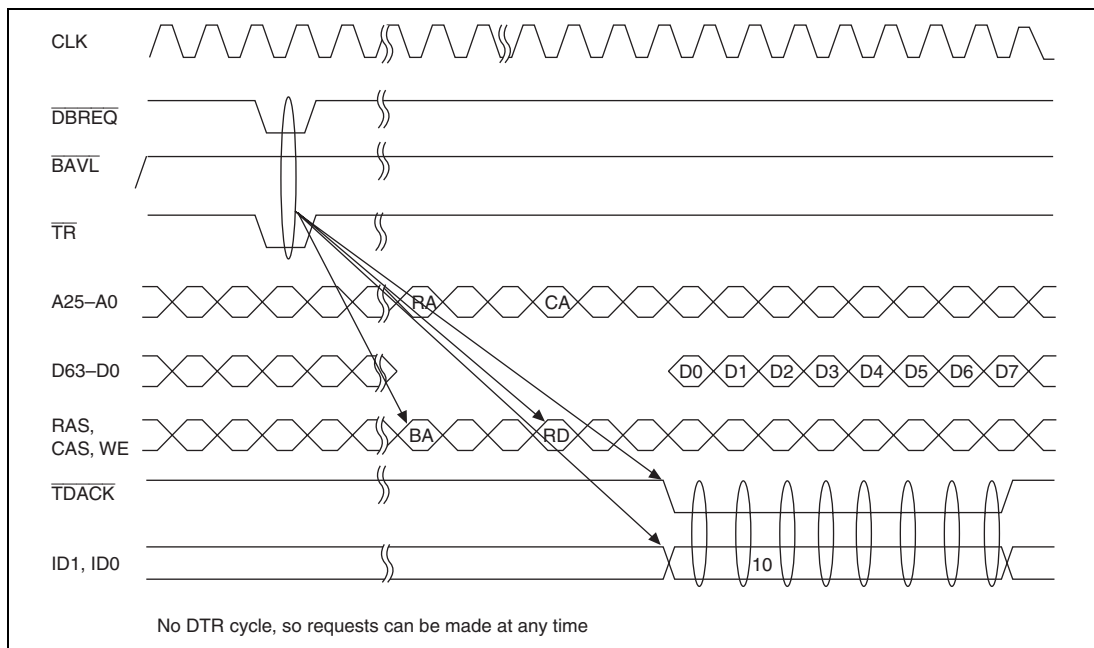 CLK
DBREQ
BAVL
TR
A25–A0 RA CA
D63–D0 D0 D1 D2 D3 D4 D5 D6 D7
RAS,
CAS, WE BA RD
TDACK
ID1, ID0 10
No DTR cycle, so requests can be made at any time